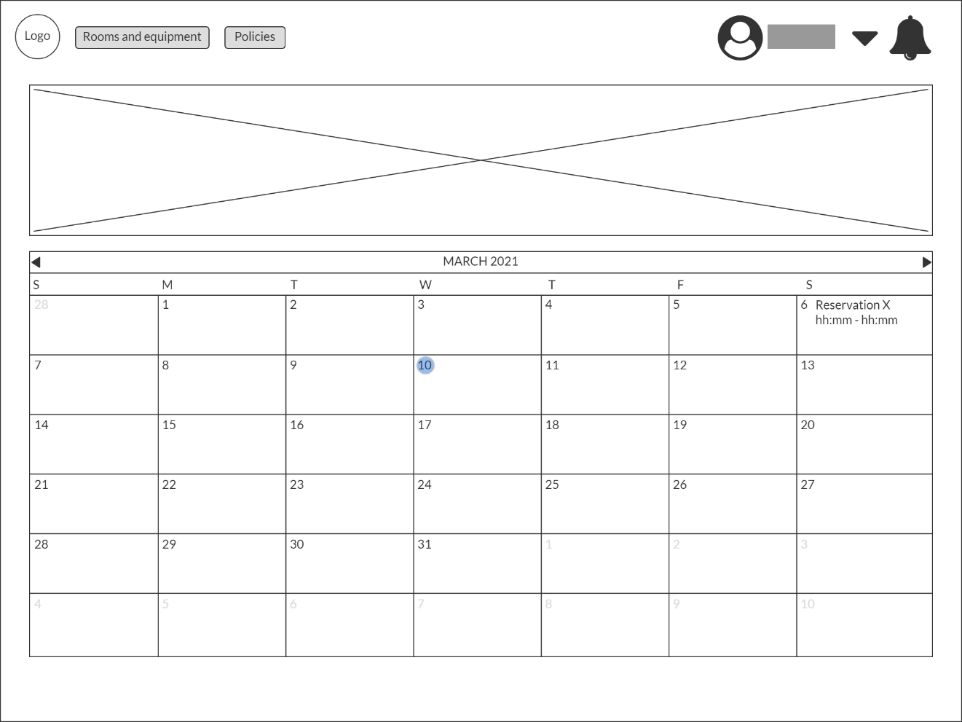 Logo
Rooms and equipment
Policies
MARCH 2021
S M T W T F S
28 1 2 3 4 5 6 Reservation X
hh:mm - hh:mm
7 8 9 10 11 12 13
14 15 16 17 18 19 20
21 22 23 24 25 26 27
28 29 30 31 1 2 3
4 5 6 7 8 9 10